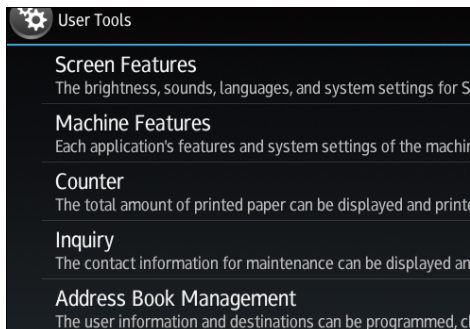 User Tools
Screen Features
The brightness, sounds, languages, and system settings for S
Machine Features
Each application's features and system settings of the machin
Counter
The total amount of printed paper can be displayed and printe
Inquiry
The contact information for maintenance can be displayed an
Address Book Management
The user information and destinations can be programmed, c